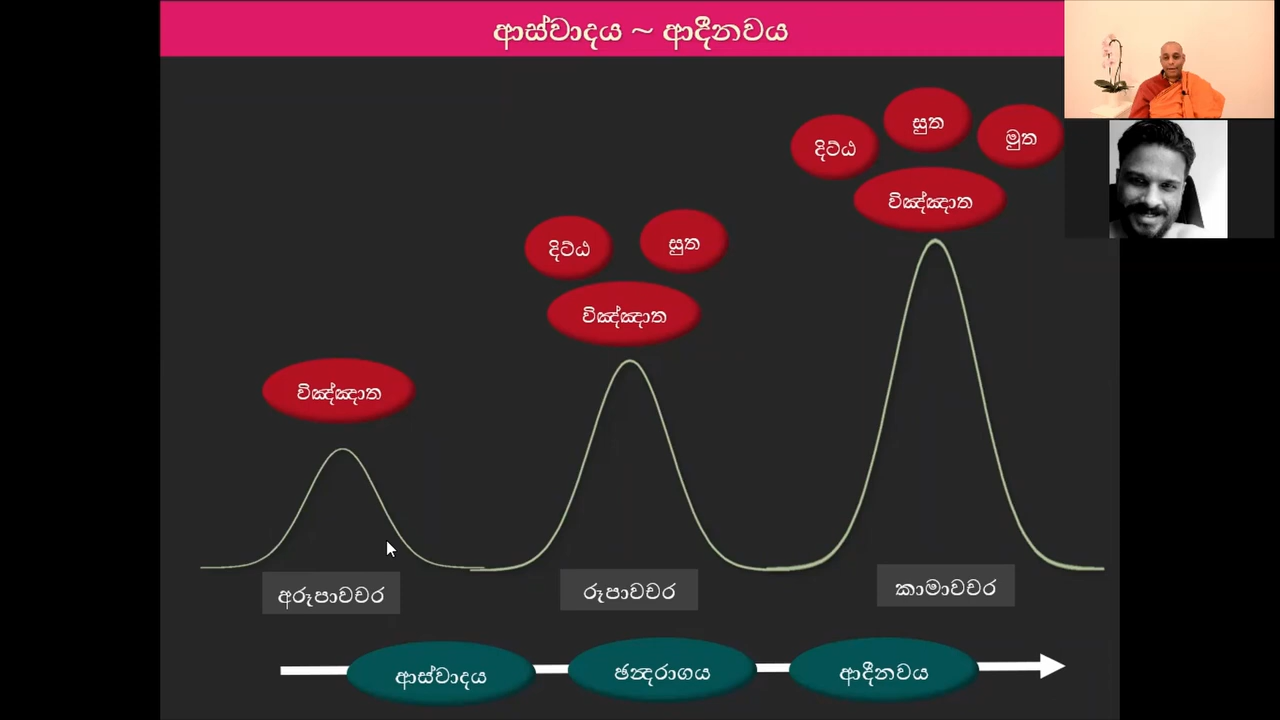 ආස්වාදය ~ ආදීනවය
දිට්ඨ
සුත
මුත
විඤ්ඤාත
දිට්ඨ
සුත
විඤ්ඤාත
විඤ්ඤාත
අරූපාවචර
රූපාවචර
කාමාවචර
ආස්වාදය
ඡන්‍දරාගය
ආදීනවය